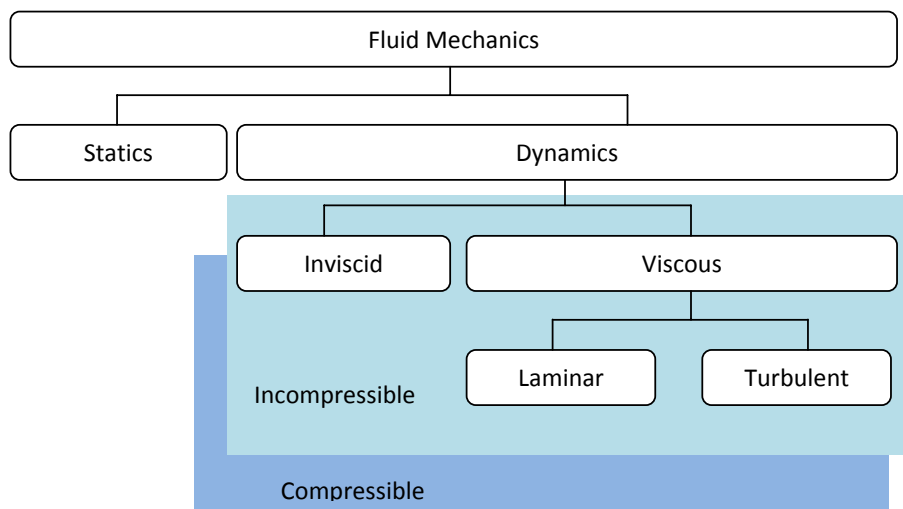 Fluid Mechanics
Statics
Dynamics
Inviscid
Viscous
Laminar
Turbulent
Incompressible
Compressible